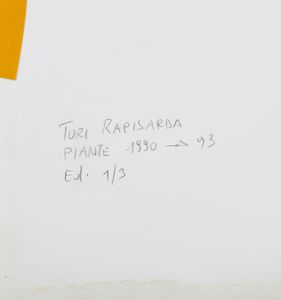 TURI RAPISARDA
PIANTE 1990 → 93
Ed. 1/3